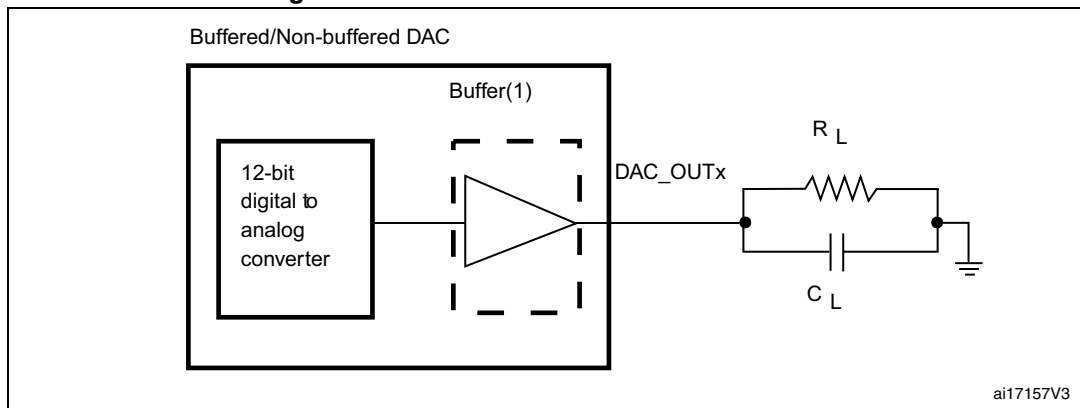 Buffered/Non-buffered DAC
Buffer(1)
12-bit
digital to
analog
converter
DAC_OUTx
R L
C L
ai17157V3